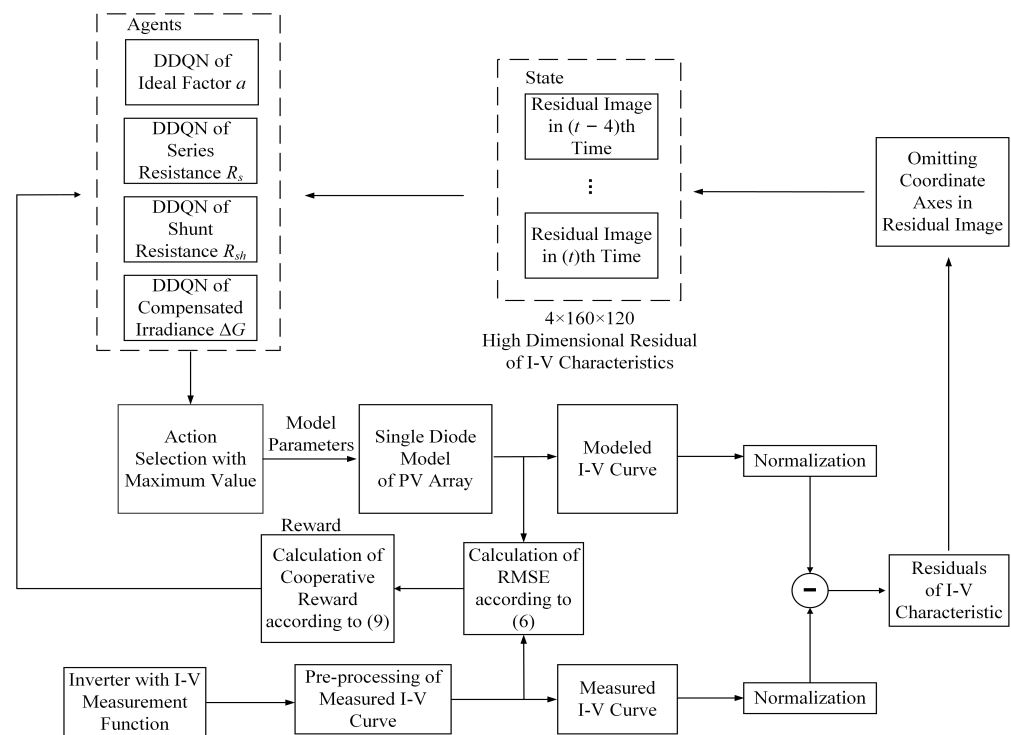 Agents
DDQN of
Ideal Factor a
DDQN of
Series
Resistance Rs
DDQN of
Shunt
Resistance Rsh
DDQN of
Compensated
Irradiance ΔG
State
Residual Image
in (t − 4)th
Time
⋮
Residual Image
in (t)th Time
4×160×120
High Dimensional Residual
of I-V Characteristics
Omitting
Coordinate
Axes in
Residual Image
Action
Selection with
Maximum Value
Model
Parameters
Single Diode
Model
of PV Array
Modeled
I-V Curve
Normalization
Reward
Calculation of
Cooperative
Reward
according to (9)
Calculation of
RMSE
according to
(6)
−
Residuals
of I-V
Characteristic
Inverter with I-V
Measurement
Function
Pre-processing of
Measured I-V
Curve
Measured
I-V Curve
Normalization